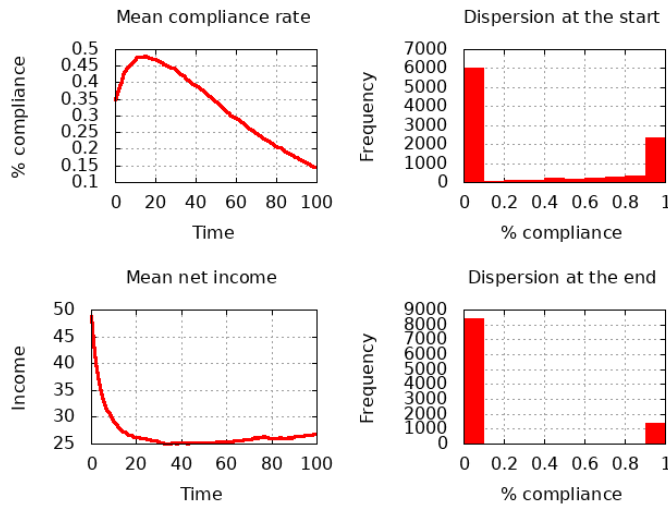 Mean compliance rate
% compliance
0.5
0.45
0.4
0.35
0.3
0.25
0.2
0.15
0.1
0 20 40 60 80 100
Time
Dispersion at the start
Frequency
7000
6000
5000
4000
3000
2000
1000
0
0 0.2 0.4 0.6 0.8 1
% compliance
Mean net income
Income
50
45
40
35
30
25
0 20 40 60 80 100
Time
Dispersion at the end
Frequency
9000
8000
7000
6000
5000
4000
3000
2000
1000
0
0 0.2 0.4 0.6 0.8 1
% compliance